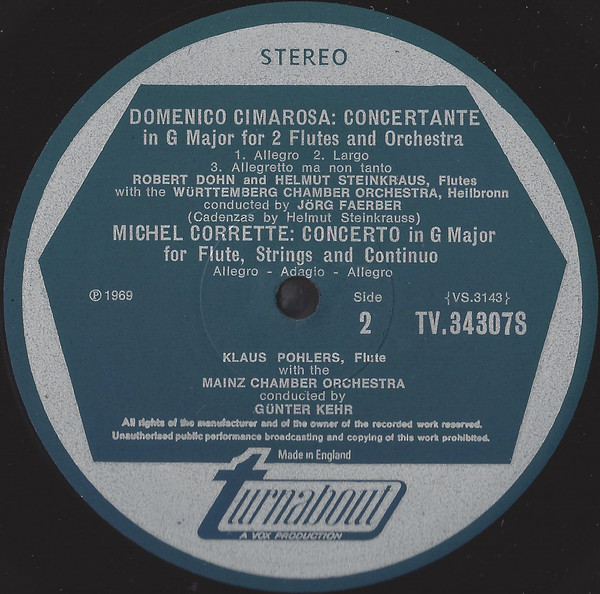 STEREO
DOMENICO CIMAROSA: CONCERTANTE
in G Major for 2 Flutes and Orchestra
1. Allegro 2. Largo
3. Allegretto ma non tanto
ROBERT DOHN and HELMUT STEINKRAUS, Flutes
with the WÜRTTEMBERG CHAMBER ORCHESTRA, Heilbronn
conducted by JÖRG FAERBER
(Cadenzas by Helmut Steinkrauss)
MICHEL CORRETTE: CONCERTO in G Major
for Flute, Strings and Continuo
Allegro - Adagio - Allegro
Ⓟ 1969
Side
2
{VS.3143}
TV.34307S
KLAUS POHLERS, Flute
with the
MAINZ CHAMBER ORCHESTRA
conducted by
GÜNTER KEHR
All rights of the manufacturer and of the owner of the recorded work reserved.
Unauthorised public performance broadcasting and copying of this work prohibited.
Made in England
turnabout
A VOX PRODUCTION